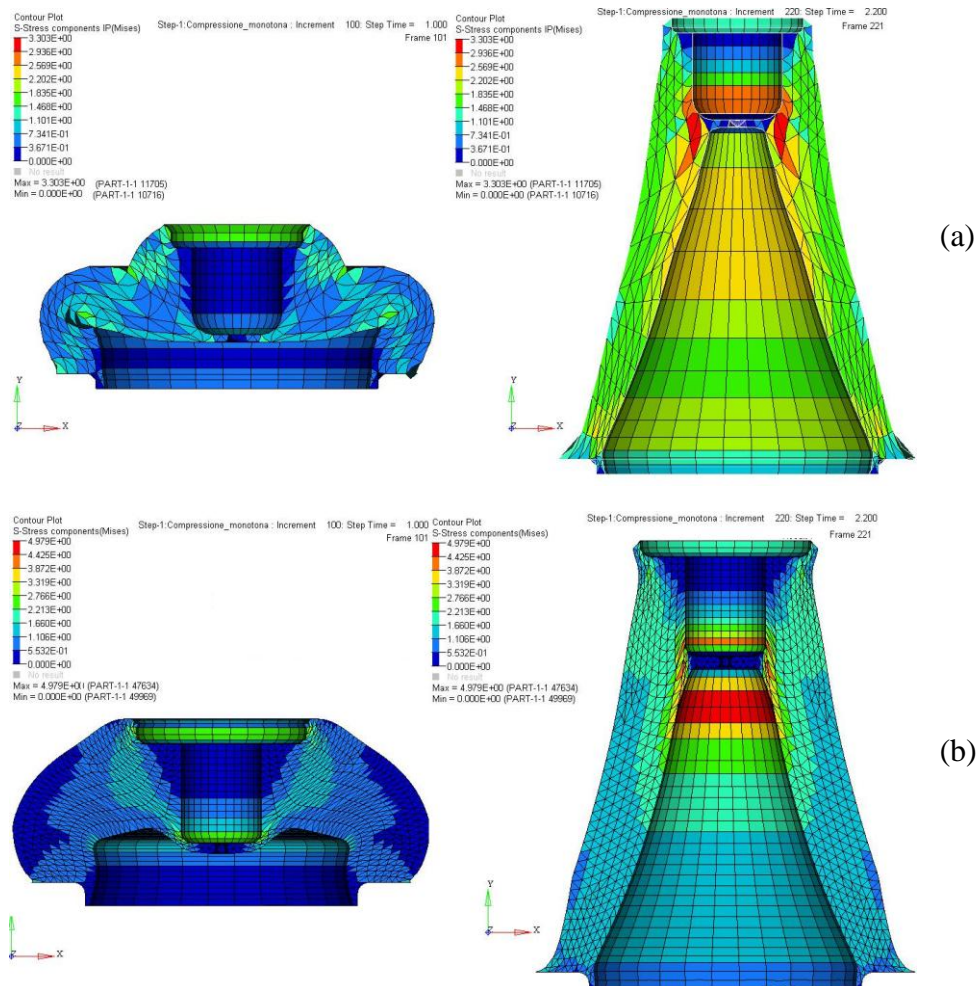 Contour Plot
S-Stress components IP(Mises)
3.303E+00
2.936E+00
2.569E+00
2.202E+00
1.835E+00
1.468E+00
1.101E+00
7.341E-01
3.671E-01
0.000E+00
No result
Max = 3.303E+00 (PART-1-1 11705)
Min = 0.000E+00 (PART-1-1 10716)
Step-1:Compressione_monotona : Increment 100: Step Time = 1.000
Frame 101
Y
Z
X
Contour Plot
S-Stress components IP(Mises)
3.303E+00
2.936E+00
2.569E+00
2.202E+00
1.835E+00
1.468E+00
1.101E+00
7.341E-01
3.671E-01
0.000E+00
No result
Max = 3.303E+00 (PART-1-1 11705)
Min = 0.000E+00 (PART-1-1 10716)
Step-1:Compressione_monotona : Increment 220: Step Time = 2.200
Frame 221
Y
Z
X
(a)
Contour Plot
S-Stress components(Mises)
4.979E+00
4.425E+00
3.872E+00
3.319E+00
2.766E+00
2.213E+00
1.660E+00
1.106E+00
5.532E-01
0.000E+00
No result
Max = 4.979E+00 (PART-1-1 47634)
Min = 0.000E+00 (PART-1-1 49969)
Step-1:Compressione_monotona : Increment 100: Step Time = 1.000
Frame 101
Z
X
Contour Plot
S-Stress components(Mises)
4.979E+00
4.425E+00
3.872E+00
3.319E+00
2.766E+00
2.213E+00
1.660E+00
1.106E+00
5.532E-01
0.000E+00
No result
Max = 4.979E+00 (PART-1-1 47634)
Min = 0.000E+00 (PART-1-1 49969)
Step-1:Compressione_monotona : Increment 220: Step Time = 2.200
Frame 221
Y
Z
X
(b)